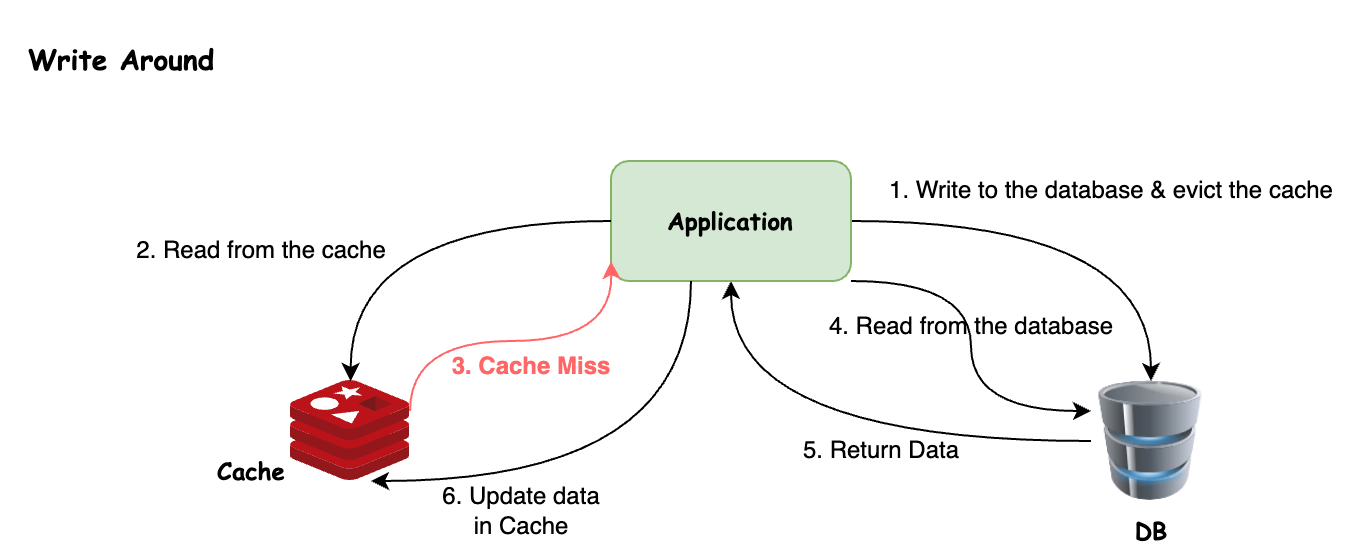 Write Around
Application
1. Write to the database & evict the cache
2. Read from the cache
4. Read from the database
3. Cache Miss
5. Return Data
Cache
6. Update data
in Cache
DB